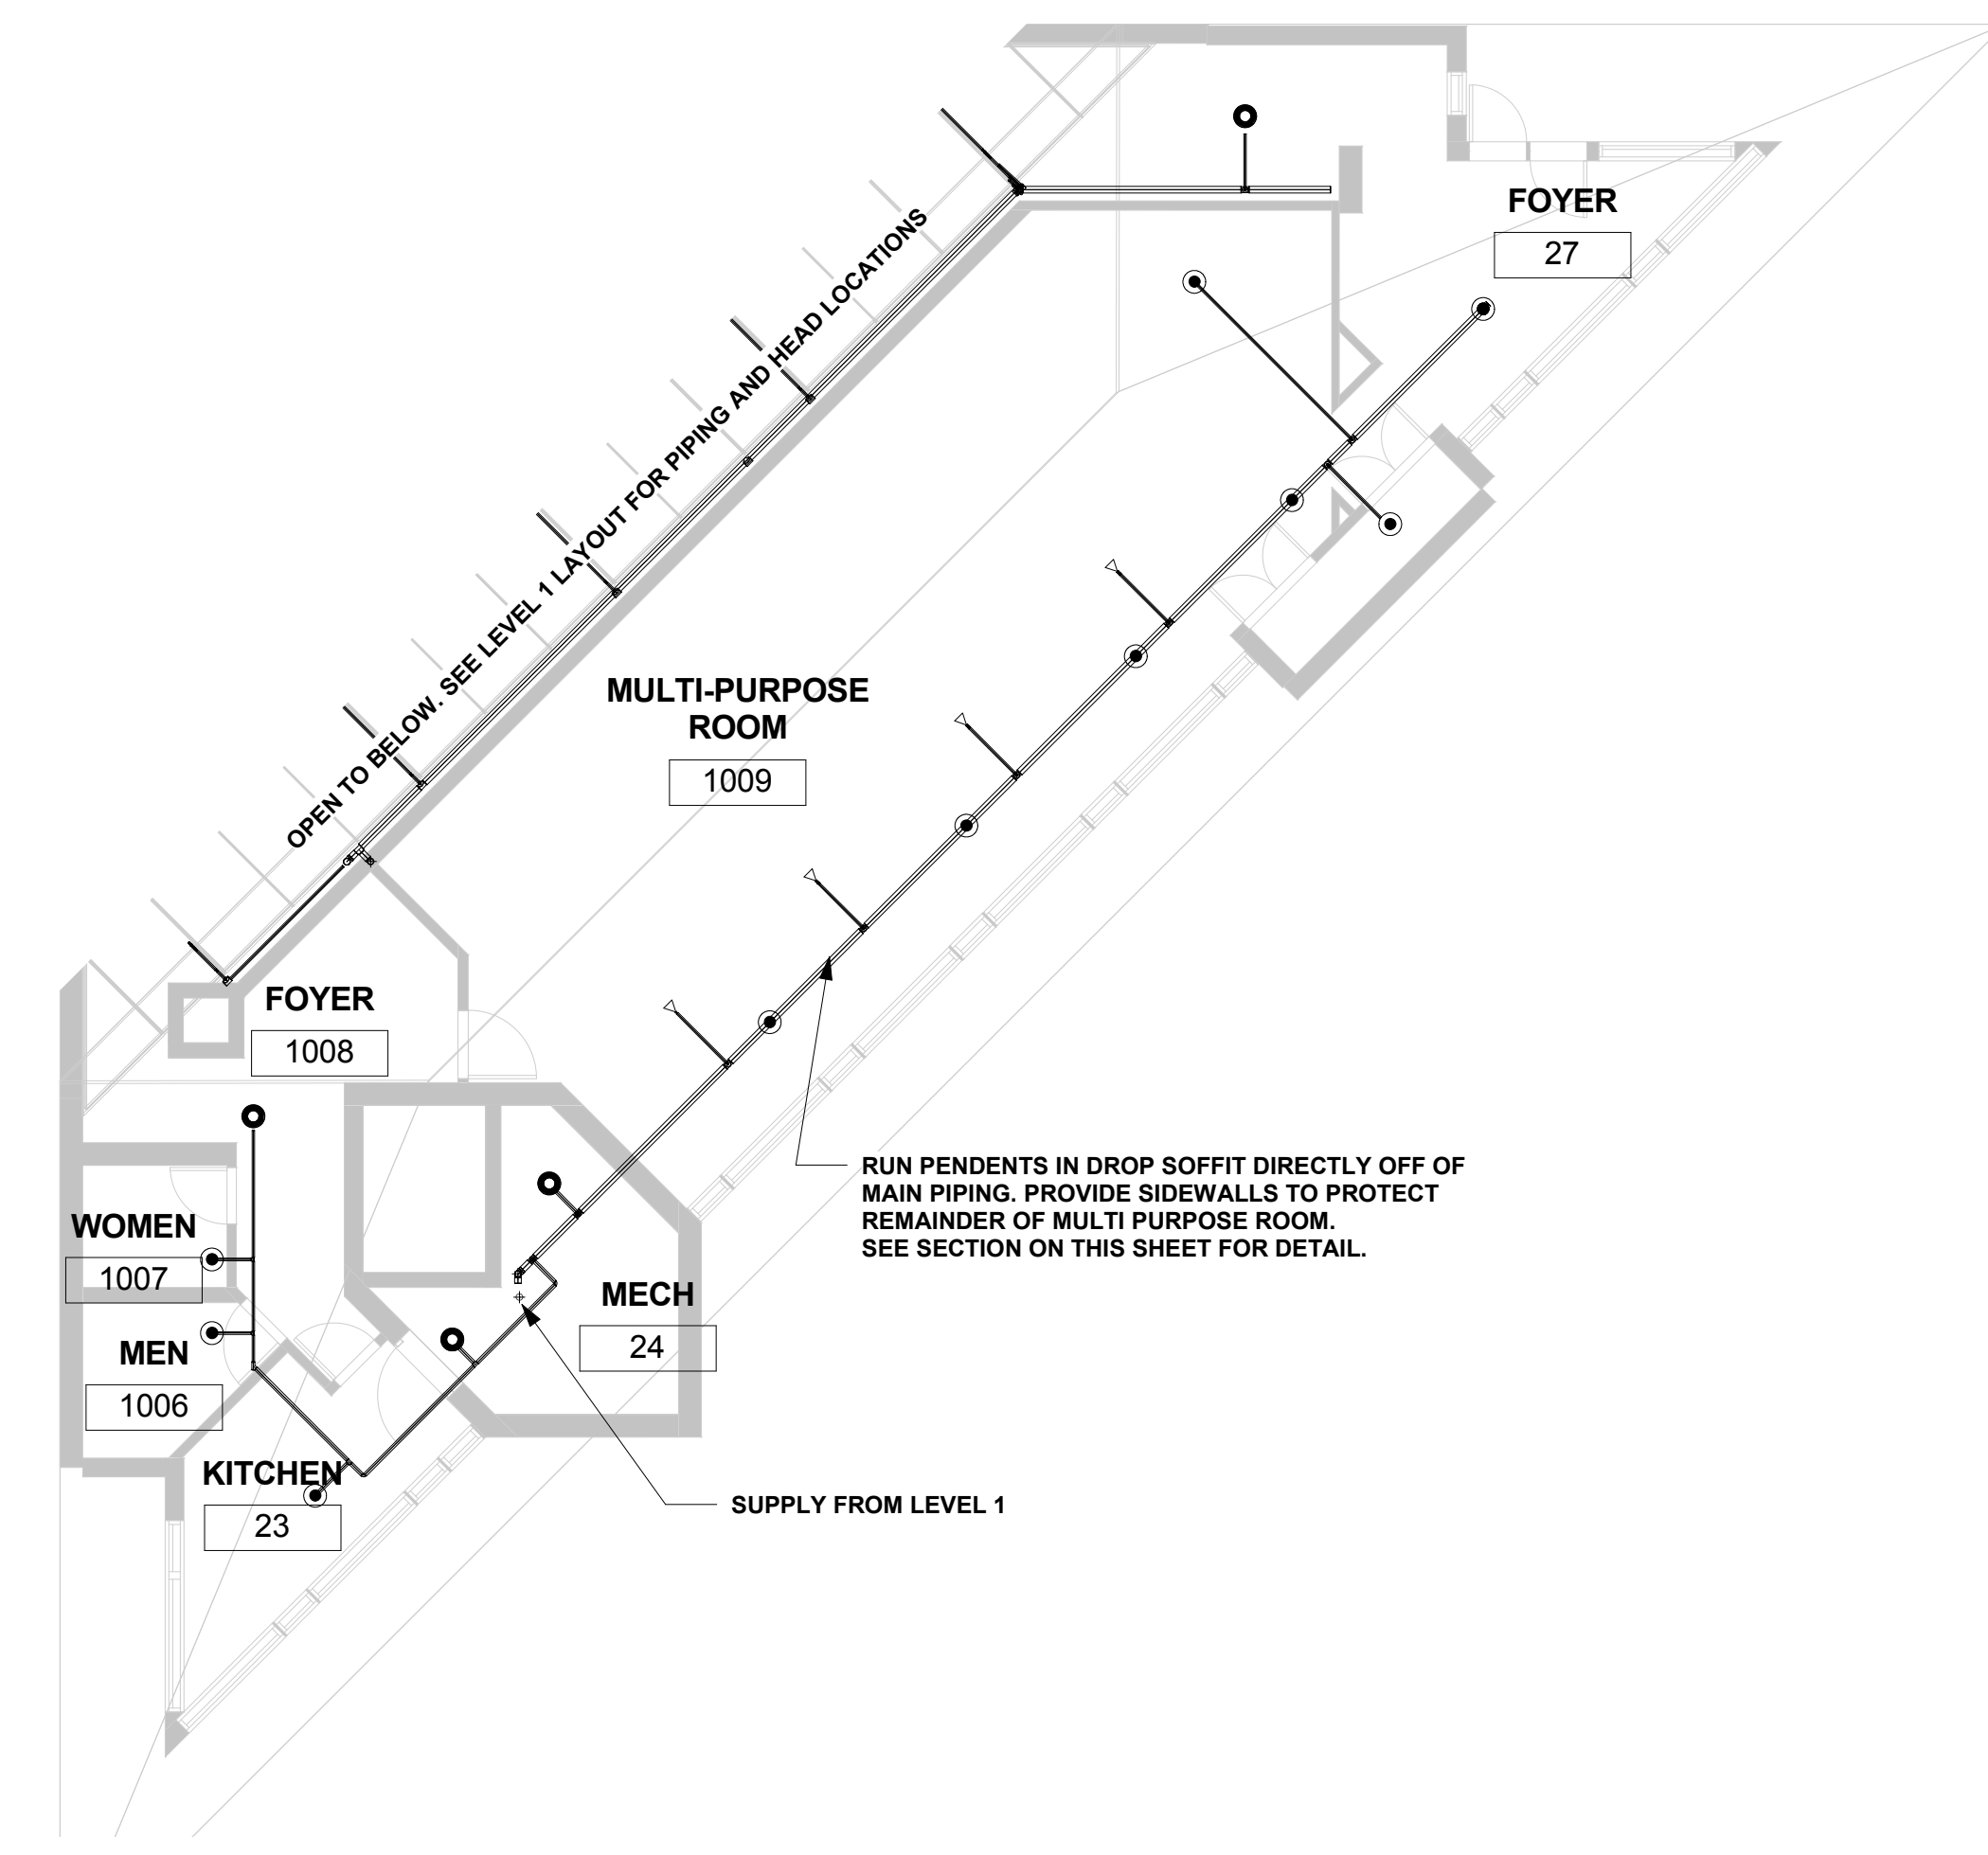 FOYER
27
OPEN TO BELOW. SEE LEVEL 1 LAYOUT FOR PIPING AND HEAD LOCATIONS
MULTI-PURPOSE
ROOM
1009
FOYER
1008
RUN PENDENTS IN DROP SOFFIT DIRECTLY OFF OF
MAIN PIPING. PROVIDE SIDEWALLS TO PROTECT
REMAINDER OF MULTI PURPOSE ROOM.
SEE SECTION ON THIS SHEET FOR DETAIL.
WOMEN
1007
MECH
24
MEN
1006
KITCHEN
23
SUPPLY FROM LEVEL 1